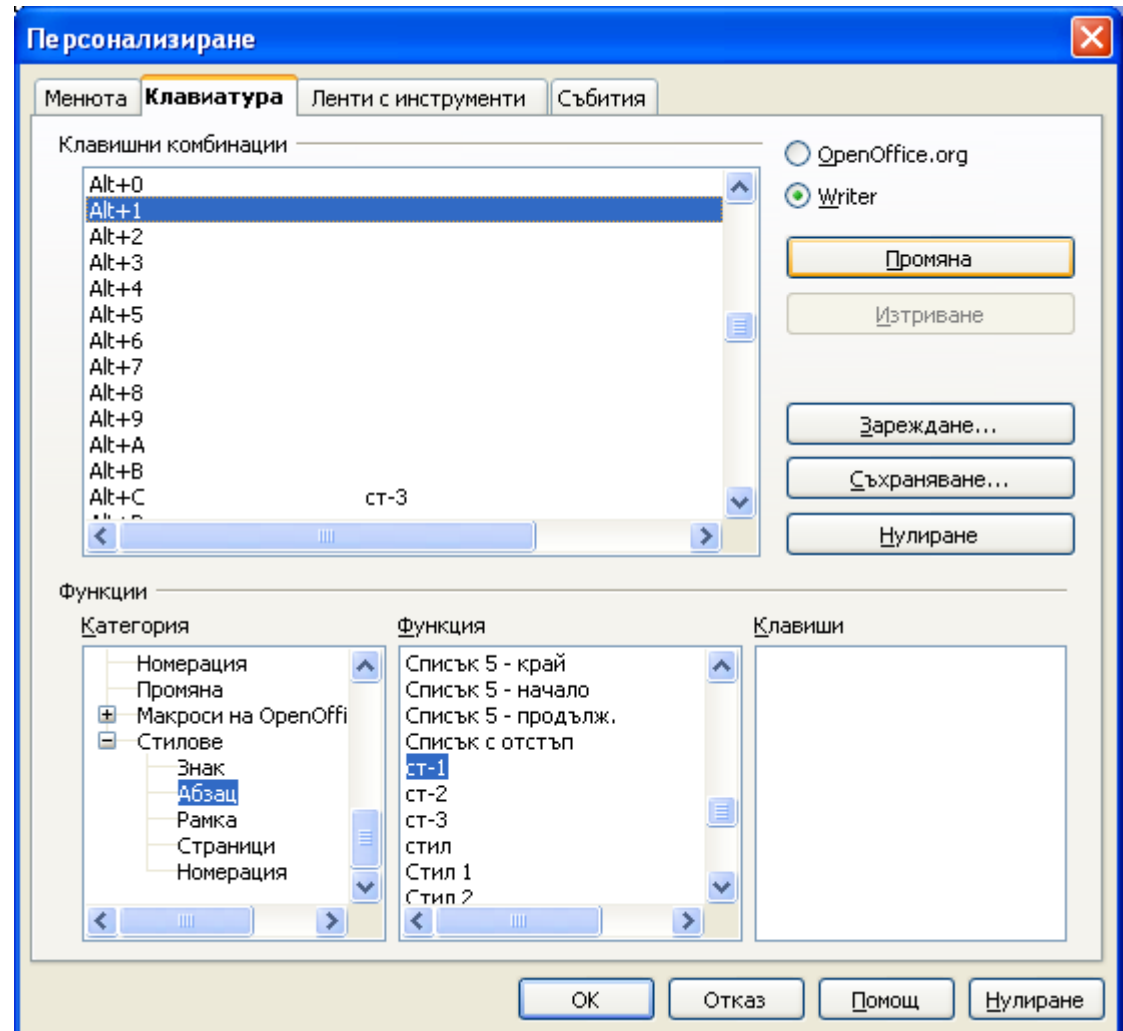 Персонализиране
Менюта Клавиатура Ленти с инструменти Събития
Клавишни комбинации
Alt+0
Alt+1
Alt+2
Alt+3
Alt+4
Alt+5
Alt+6
Alt+7
Alt+8
Alt+9
Alt+A
Alt+B
Alt+C ст-3
OpenOffice.org
Writer
Промяна
Изтриване
Зареждане...
Съхраняване...
Нулиране
Функции
Категория
Номерация
Промяна
Макроси на OpenOffi
Стилове
Знак
Абзац
Рамка
Страници
Номерация
Функция
Списък 5 - край
Списък 5 - начало
Списък 5 - продълж.
Списък с отстъп
ст-1
ст-2
ст-3
стил
Стил 1
Стил 2
Клавиши
OK Отказ Помощ Нулиране